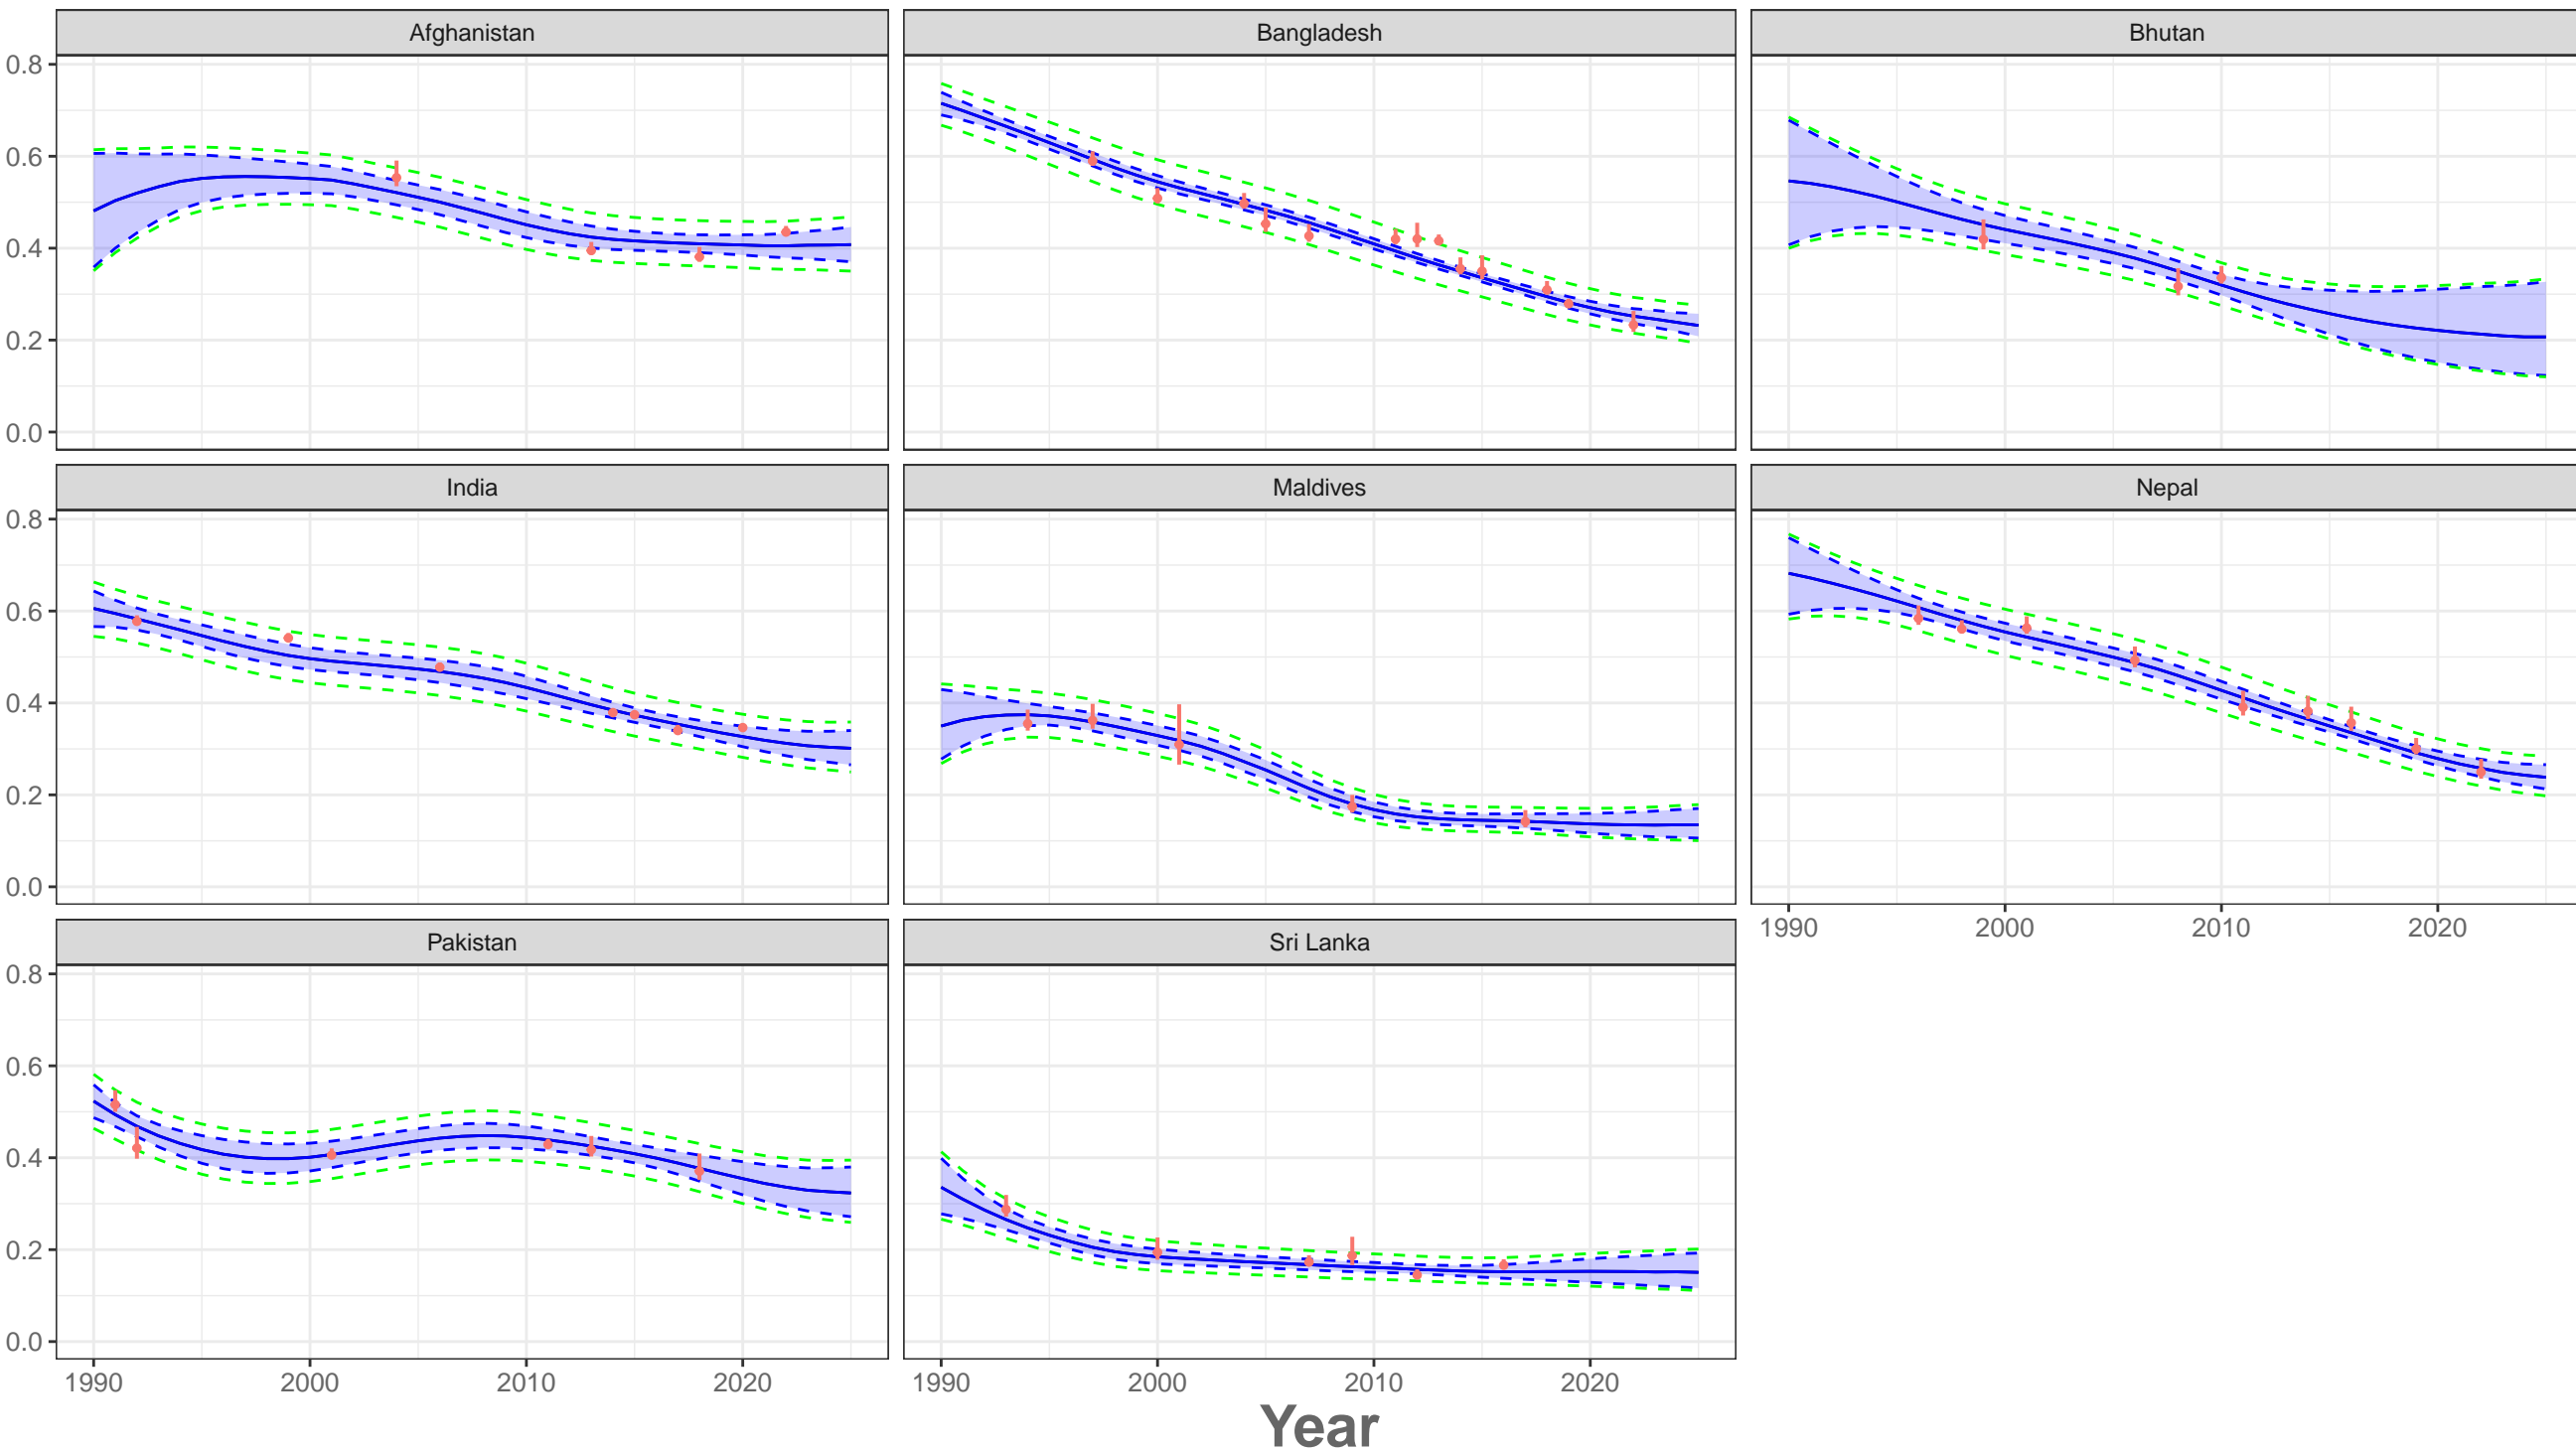 Afghanistan Bangladesh Bhutan
0.8
0.6
0.4
0.2
0.0
India Maldives Nepal
0.8
0.6
0.4
0.2
0.0
1990 2000 2010 2020
Pakistan Sri Lanka
0.8
0.6
0.4
0.2
0.0
1990 2000 2010 2020 1990 2000 2010 2020
Year